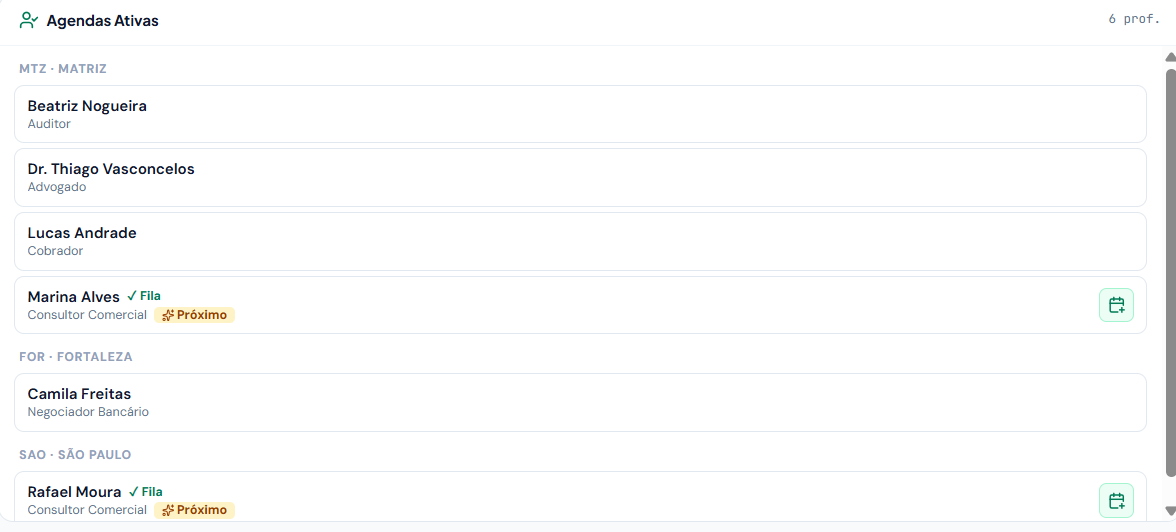 Agendas Ativas
6 prof.
MTZ · MATRIZ
Beatriz Nogueira
Auditor
Dr. Thiago Vasconcelos
Advogado
Lucas Andrade
Cobrador
Marina Alves ✓ Fila
Consultor Comercial Próximo
FOR · FORTALEZA
Camila Freitas
Negociador Bancário
SAO · SÃO PAULO
Rafael Moura ✓ Fila
Consultor Comercial Próximo